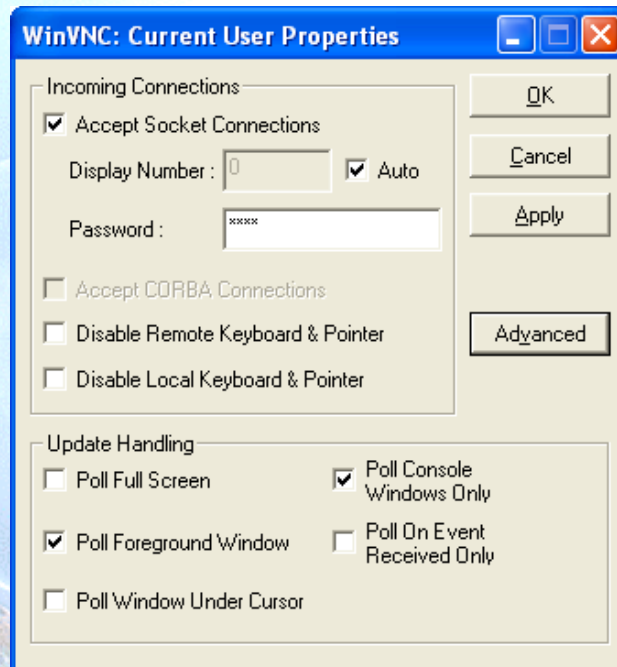 WinVNC: Current User Properties
Incoming Connections
Accept Socket Connections
Display Number : 0 Auto
Password : ****
Accept CORBA Connections
Disable Remote Keyboard & Pointer
Disable Local Keyboard & Pointer
OK
Cancel
Apply
Advanced
Update Handling
Poll Full Screen
Poll Foreground Window
Poll Window Under Cursor
Poll Console
Windows Only
Poll On Event
Received Only